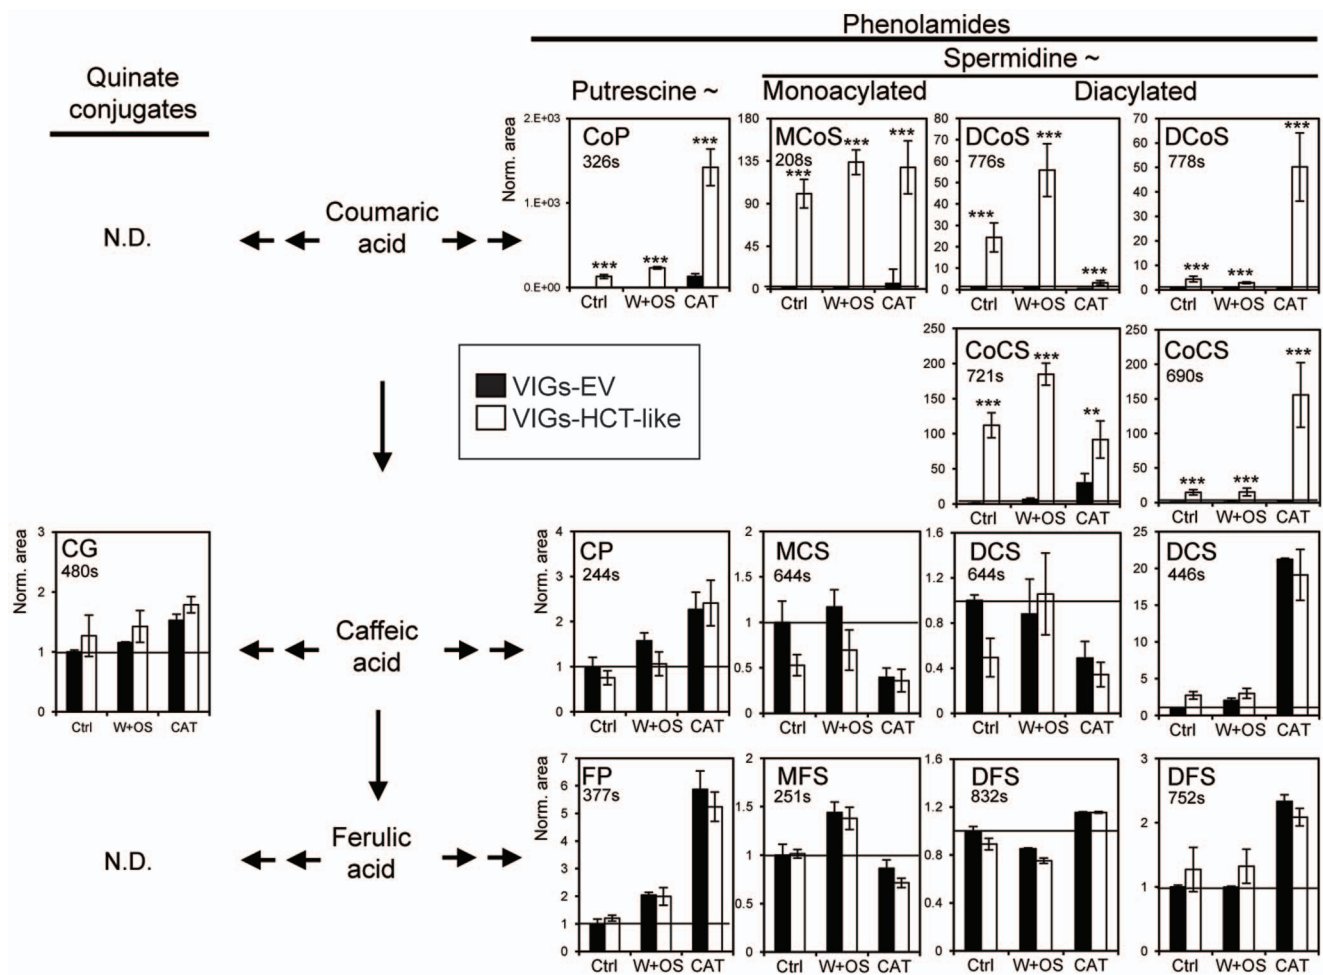 Phenolamides
Spermidine ~
Quinate
conjugates
Putrescine ~
Monoacylated
Diacylated
Norm. area
2.E+03
1.E+03
0.E+00
CoP
326s
***
***
***
Ctrl
W+OS
CAT
180
135
90
45
0
MCoS
208s
***
***
***
Ctrl
W+OS
CAT
80
70
60
50
40
30
20
10
0
DCoS
776s
***
***
***
Ctrl
W+OS
CAT
70
60
50
40
30
20
10
0
DCoS
778s
***
***
***
Ctrl
W+OS
CAT
N.D.
Coumaric
acid
VIGs-EV
VIGs-HCT-like
250
200
150
100
50
0
CoCS
721s
***
***
**
Ctrl
W+OS
CAT
250
200
150
100
50
0
CoCS
690s
***
***
***
Ctrl
W+OS
CAT
Norm. area
3
2
1
0
CG
480s
Ctrl
W+OS
CAT
Caffeic
acid
Norm. area
4
3
2
1
0
CP
244s
Ctrl
W+OS
CAT
2
1.5
1
0.5
0
MCS
644s
Ctrl
W+OS
CAT
1.6
1.2
0.8
0.4
0
DCS
644s
Ctrl
W+OS
CAT
25
20
15
10
5
0
DCS
446s
Ctrl
W+OS
CAT
N.D.
Ferulic
acid
Norm. area
7
6
5
4
3
2
1
0
FP
377s
Ctrl
W+OS
CAT
2
1.5
1
0.5
0
MFS
251s
Ctrl
W+OS
CAT
1.6
1.2
0.8
0.4
0
DFS
832s
Ctrl
W+OS
CAT
3
2
1
0
DFS
752s
Ctrl
W+OS
CAT